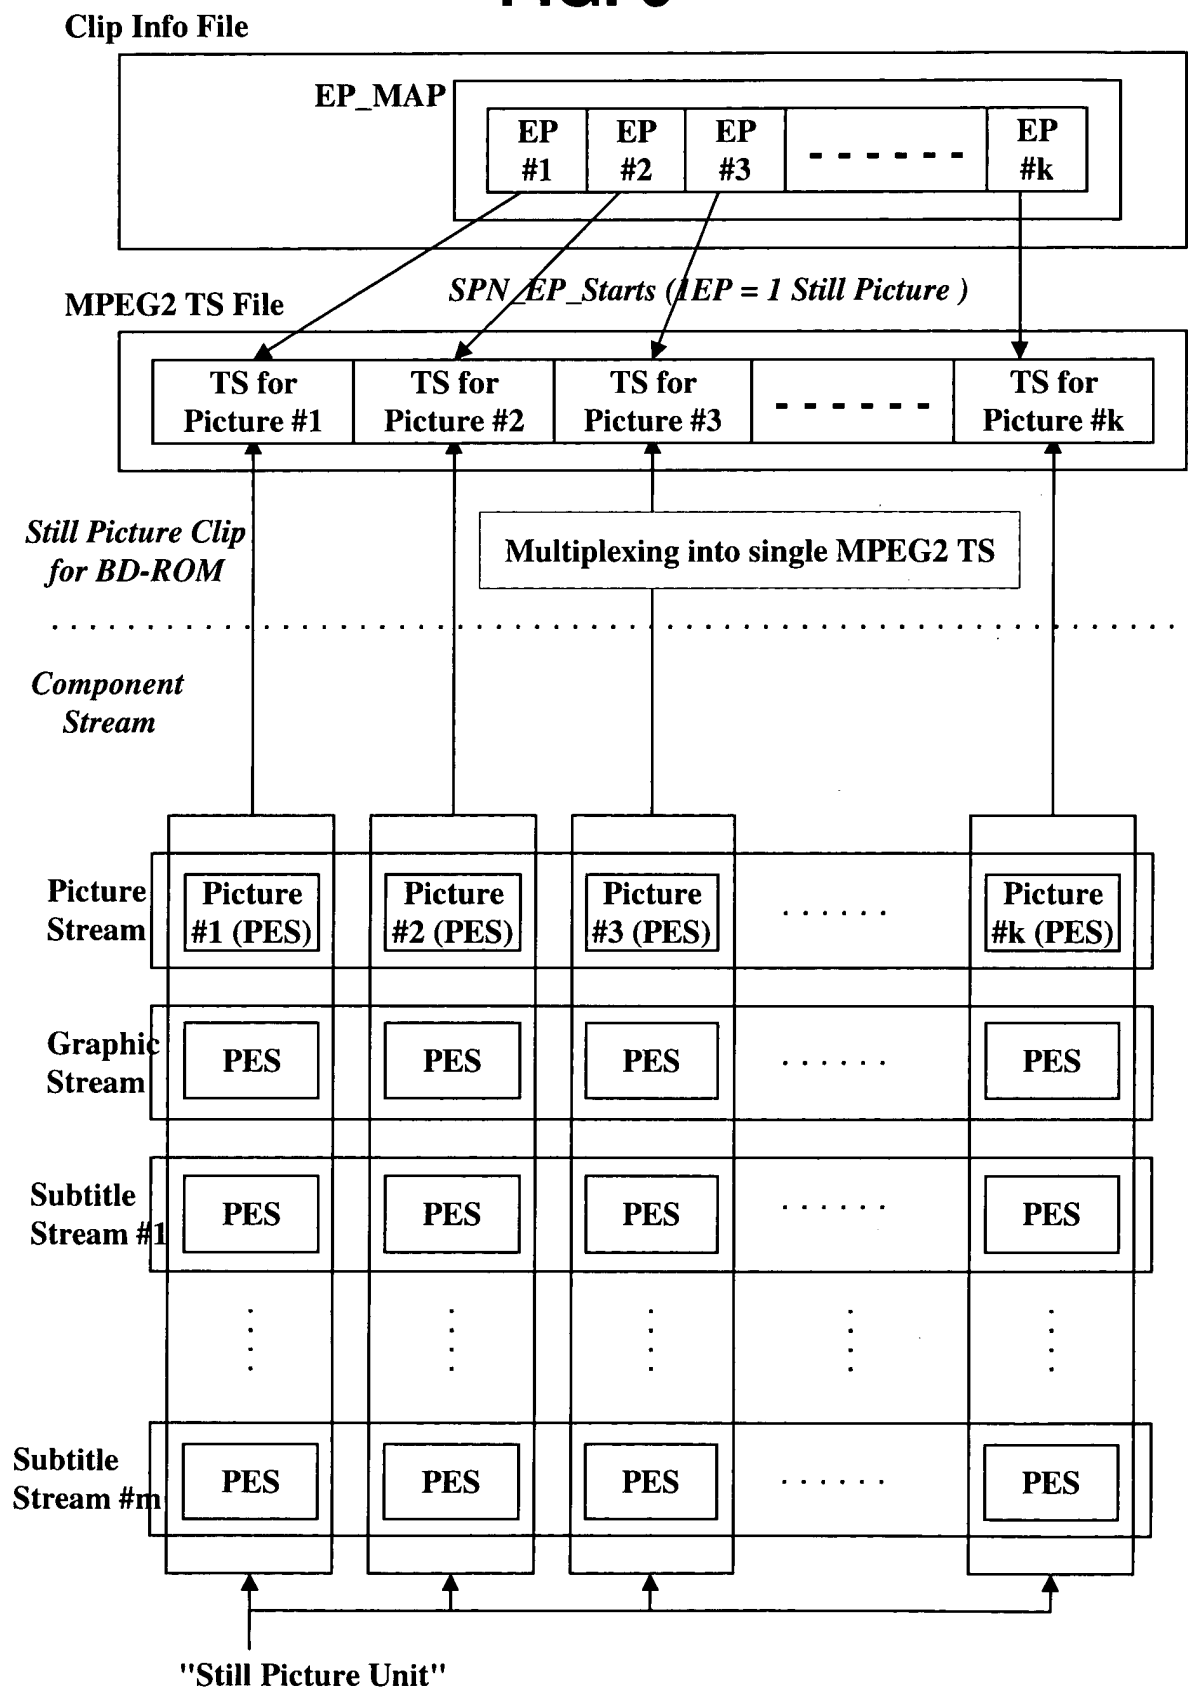 Clip Info File
EP_MAP
EP #1
EP #2
EP #3
EP #k
SPN_EP_Starts (1EP = 1 Still Picture )
MPEG2 TS File
TS for Picture #1
TS for Picture #2
TS for Picture #3
TS for Picture #k
Still Picture Clip
for BD-ROM
Multiplexing into single MPEG2 TS
Component
Stream
Picture
Stream
Picture #1 (PES)
Picture #2 (PES)
Picture #3 (PES)
Picture #k (PES)
Graphic
Stream
PES
PES
PES
PES
Subtitle
Stream #1
PES
PES
PES
PES
Subtitle
Stream #m
PES
PES
PES
PES
"Still Picture Unit"